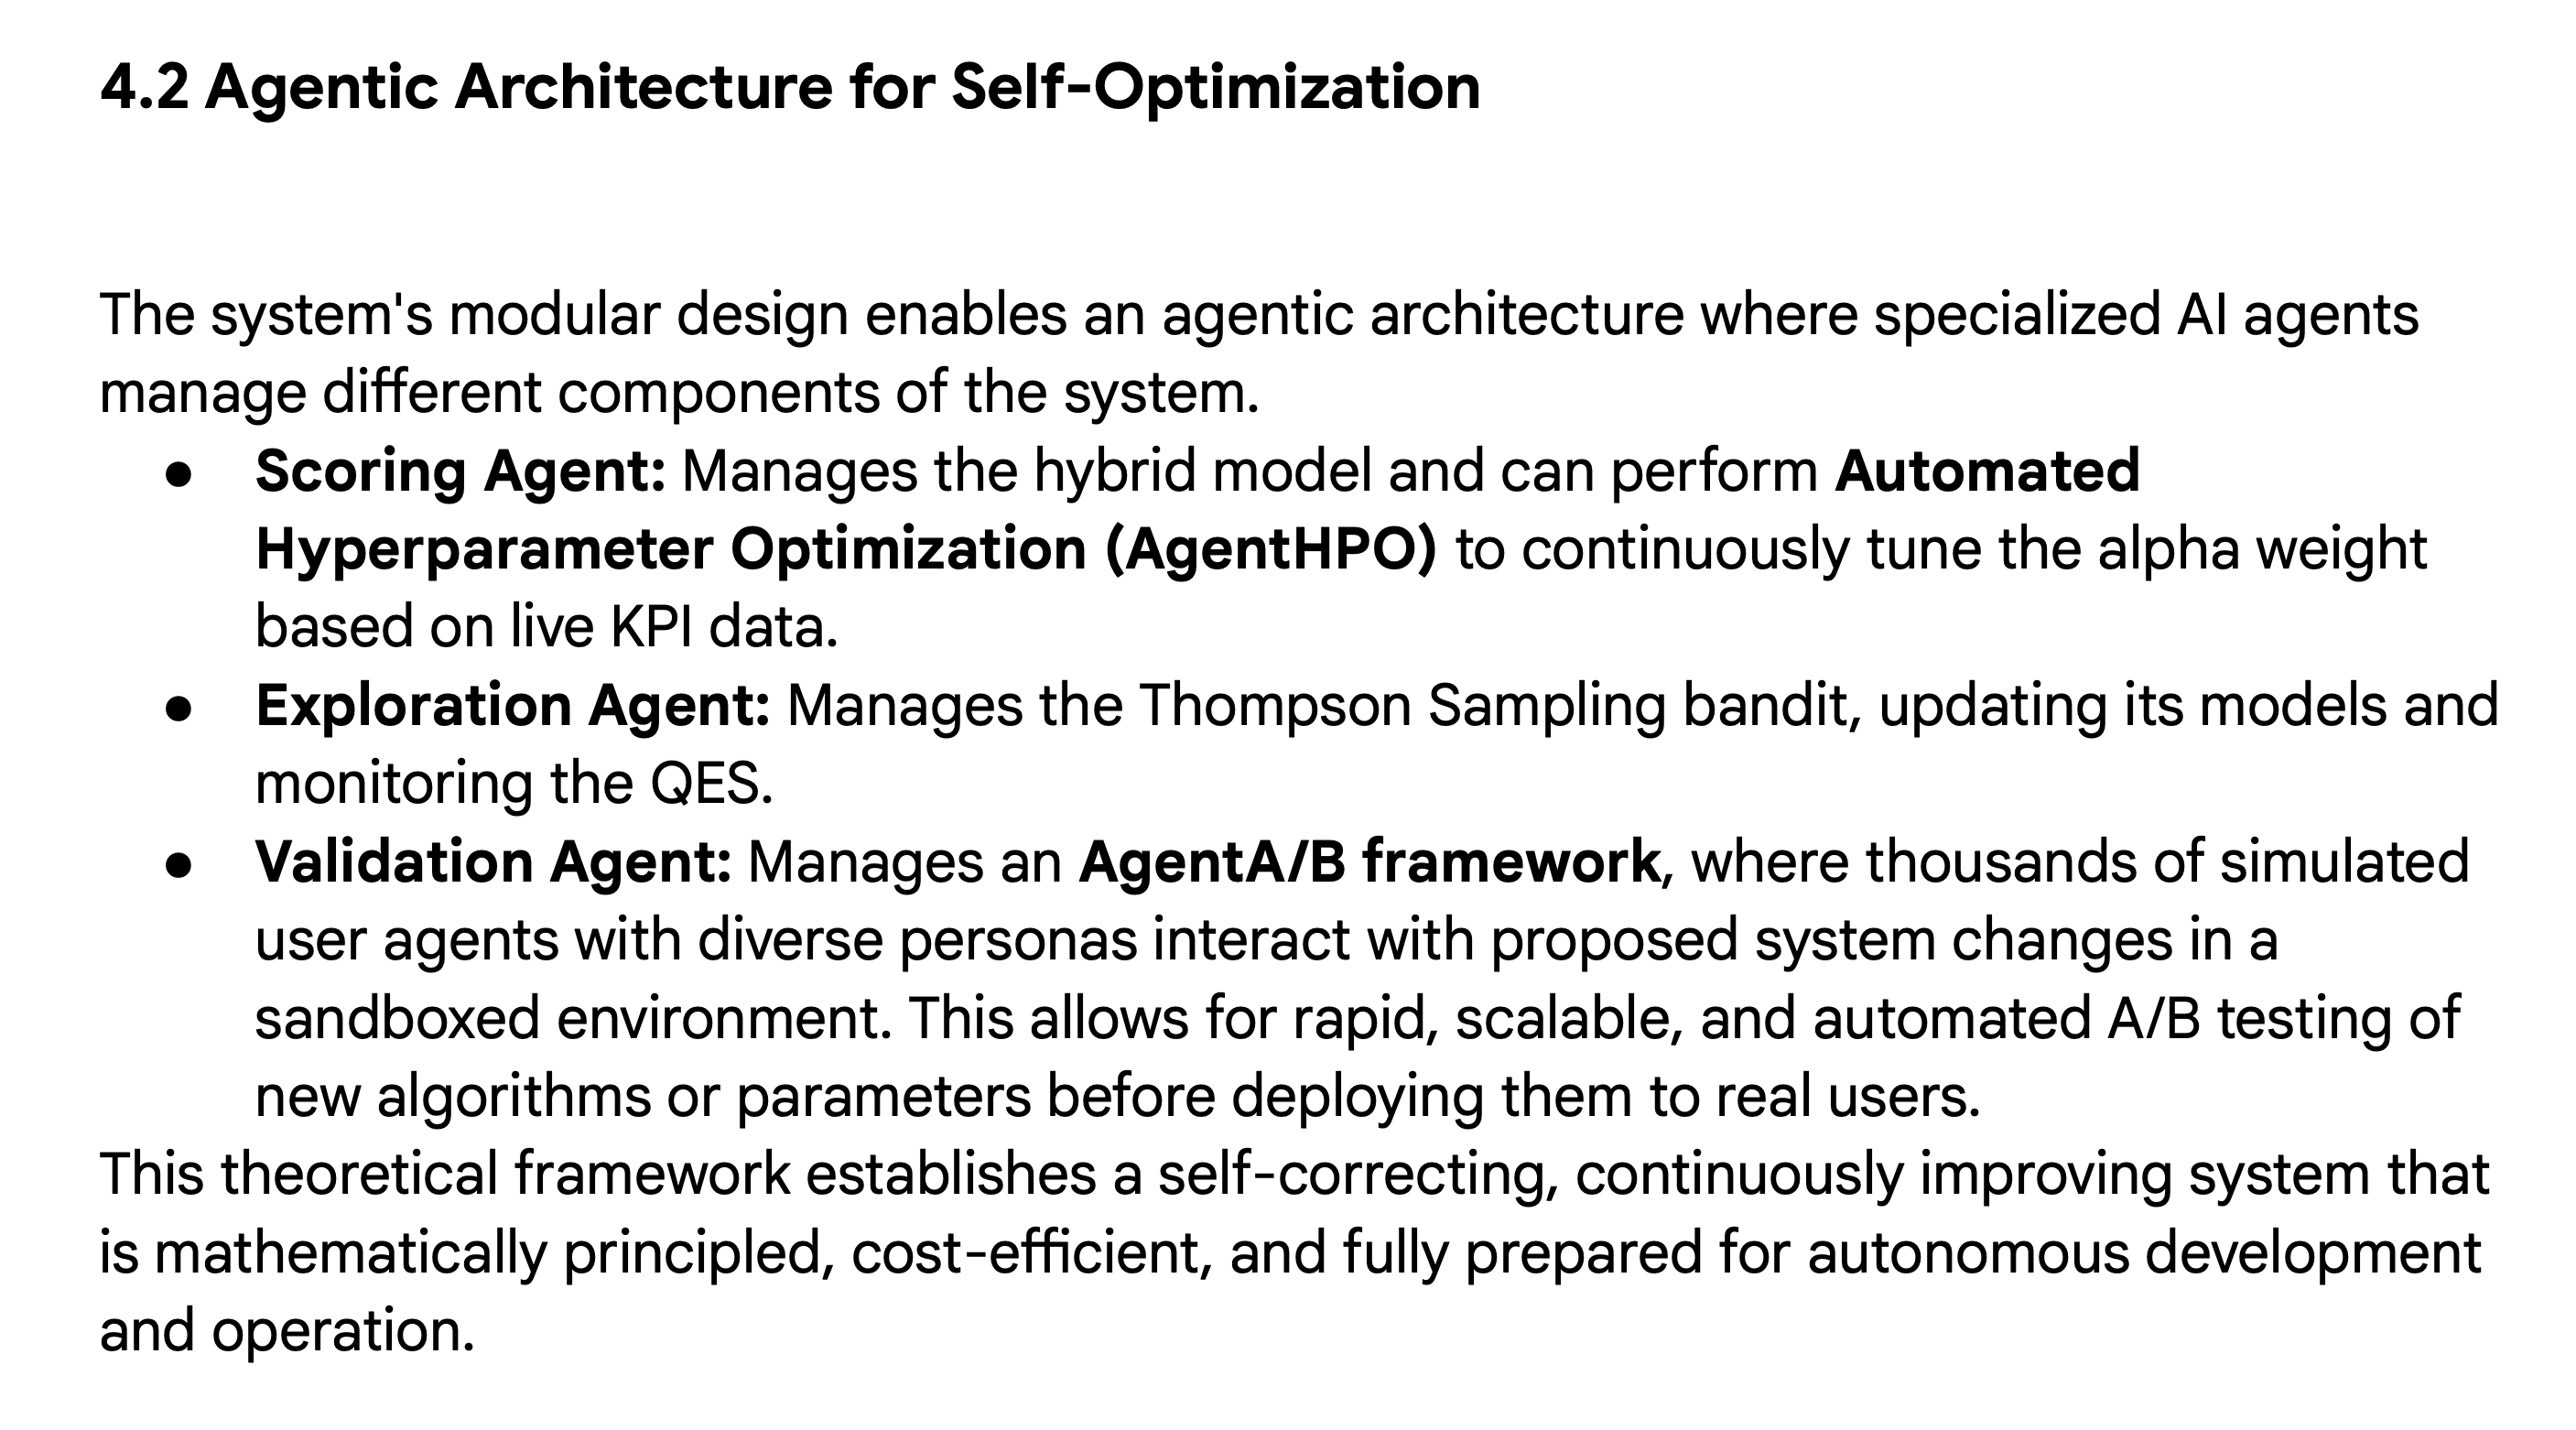 4.2 Agentic Architecture for Self-Optimization
The system's modular design enables an agentic architecture where specialized AI agents
manage different components of the system.
● Scoring Agent: Manages the hybrid model and can perform Automated
Hyperparameter Optimization (AgentHPO) to continuously tune the alpha weight
based on live KPI data.
● Exploration Agent: Manages the Thompson Sampling bandit, updating its models and
monitoring the QES.
● Validation Agent: Manages an AgentA/B framework, where thousands of simulated
user agents with diverse personas interact with proposed system changes in a
sandboxed environment. This allows for rapid, scalable, and automated A/B testing of
new algorithms or parameters before deploying them to real users.
This theoretical framework establishes a self-correcting, continuously improving system that
is mathematically principled, cost-efficient, and fully prepared for autonomous development
and operation.